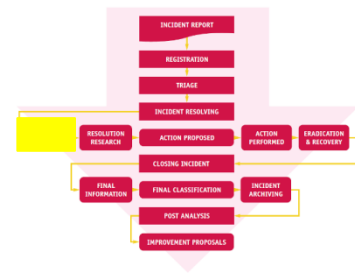 INCIDENT REPORT
REGISTRATION
TRIAGE
INCIDENT RESOLVING
RESOLUTION
RESEARCH
ACTION PROPOSED
ACTION
PERFORMED
ERADICATION
& RECOVERY
CLOSING INCIDENT
FINAL
INFORMATION
FINAL CLASSIFICATION
INCIDENT
ARCHIVING
POST ANALYSIS
IMPROVEMENT PROPOSALS